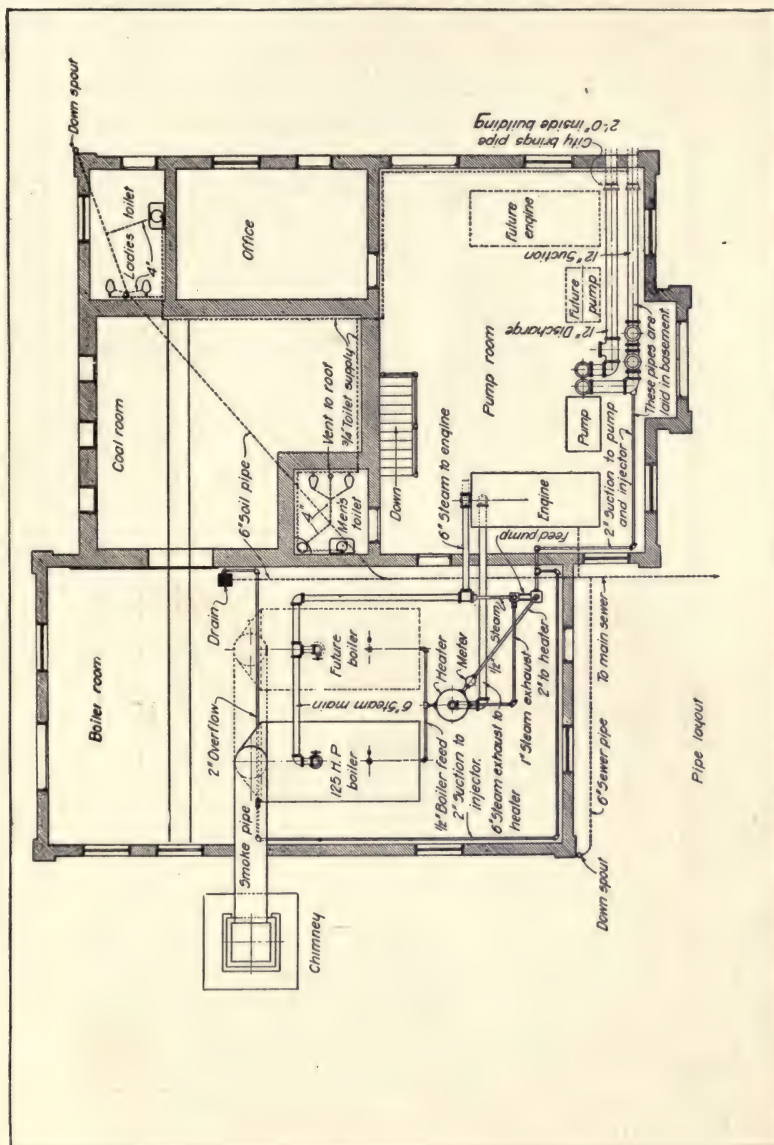 Down spout
Ladies toilet
4"
Office
City brings pipe
2'-0" inside building
Future
engine
12" Suction
Future
pump
12" Discharge
Pump room
Pump
These pipes are
laid in basement
Coal room
6" Soil pipe
Vent to roof
3/4" Toilet supply
4"
Men's
toilet
Down
6" Steam to engine
Engine
Feed pump
2" Suction to pump
and injector
Boiler room
Drain
2" Overflow
Future
boiler
6" Steam main
125 H.P
boiler
Heater
Meter
1/2" Steam
1/2" Boiler feed
2" Suction to
injector.
6" Steam exhaust to
heater
1" Steam exhaust
2" to heater
Smoke pipe
Chimney
Down spout
6" Sewer pipe To main sewer
Pipe layout